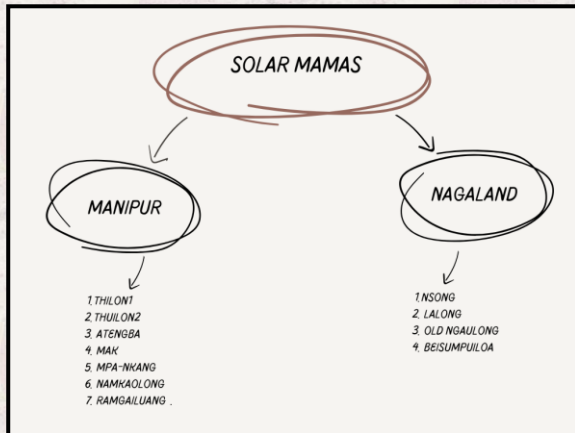 SOLAR MAMAS
MANIPUR
1. THILON1
2. THUILON2
3. ATENGBA
4. MAK
5. MPA-NKANG
6. NAMKAOLONG
7. RAMGAILUANG .
NAGALAND
1. NSONG
2. LALONG
3. OLD NGAULONG
4. BEISUMPUILOA